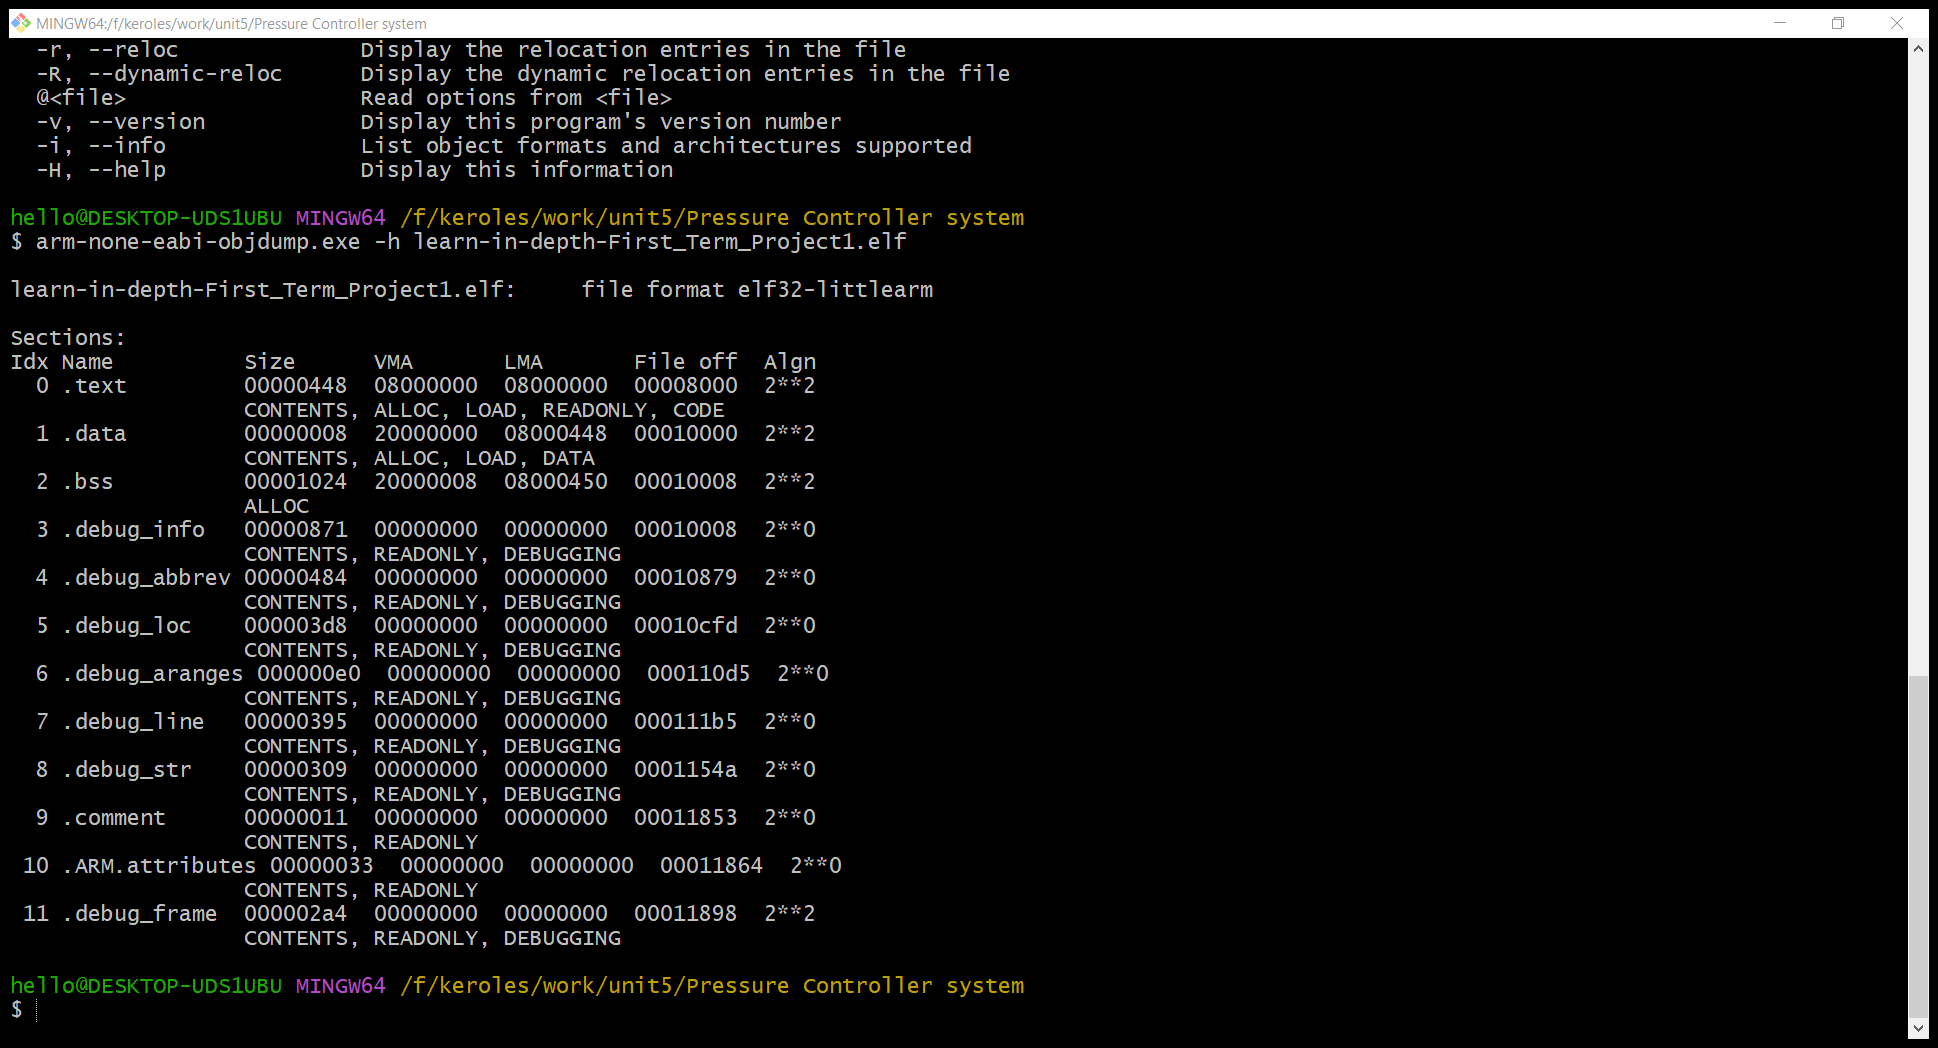 MINGW64:/f/keroles/work/unit5/Pressure Controller system
  -r, --reloc              Display the relocation entries in the file
  -R, --dynamic-reloc      Display the dynamic relocation entries in the file
  @<file>                  Read options from <file>
  -v, --version            Display this program's version number
  -i, --info               List object formats and architectures supported
  -H, --help               Display this information
hello@DESKTOP-UDS1UBU MINGW64 /f/keroles/work/unit5/Pressure Controller system
$ arm-none-eabi-objdump.exe -h learn-in-depth-First_Term_Project1.elf
learn-in-depth-First_Term_Project1.elf:     file format elf32-littlearm
Sections:
Idx Name          Size      VMA       LMA       File off  Algn
  0 .text         00000448  08000000  08000000  00008000  2**2
                  CONTENTS, ALLOC, LOAD, READONLY, CODE
  1 .data         00000008  20000000  08000448  00010000  2**2
                  CONTENTS, ALLOC, LOAD, DATA
  2 .bss          00001024  20000008  08000450  00010008  2**2
                  ALLOC
  3 .debug_info   00000871  00000000  00000000  00010008  2**0
                  CONTENTS, READONLY, DEBUGGING
  4 .debug_abbrev 00000484  00000000  00000000  00010879  2**0
                  CONTENTS, READONLY, DEBUGGING
  5 .debug_loc    000003d8  00000000  00000000  00010cfd  2**0
                  CONTENTS, READONLY, DEBUGGING
  6 .debug_aranges 000000e0  00000000  00000000  000110d5  2**0
                  CONTENTS, READONLY, DEBUGGING
  7 .debug_line   00000395  00000000  00000000  000111b5  2**0
                  CONTENTS, READONLY, DEBUGGING
  8 .debug_str    00000309  00000000  00000000  0001154a  2**0
                  CONTENTS, READONLY, DEBUGGING
  9 .comment      00000011  00000000  00000000  00011853  2**0
                  CONTENTS, READONLY
 10 .ARM.attributes 00000033  00000000  00000000  00011864  2**0
                  CONTENTS, READONLY
 11 .debug_frame  000002a4  00000000  00000000  00011898  2**2
                  CONTENTS, READONLY, DEBUGGING
hello@DESKTOP-UDS1UBU MINGW64 /f/keroles/work/unit5/Pressure Controller system
$